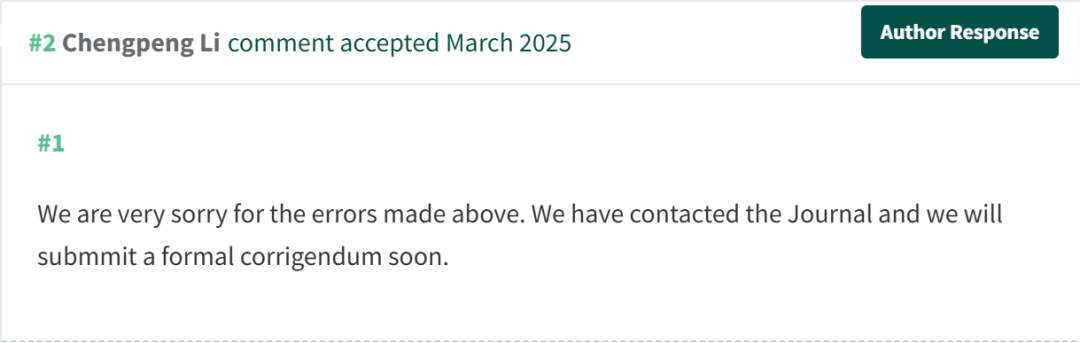 #2 Chengpeng Li comment accepted March 2025
Author Response
#1
We are very sorry for the errors made above. We have contacted the Journal and we will
submmit a formal corrigendum soon.